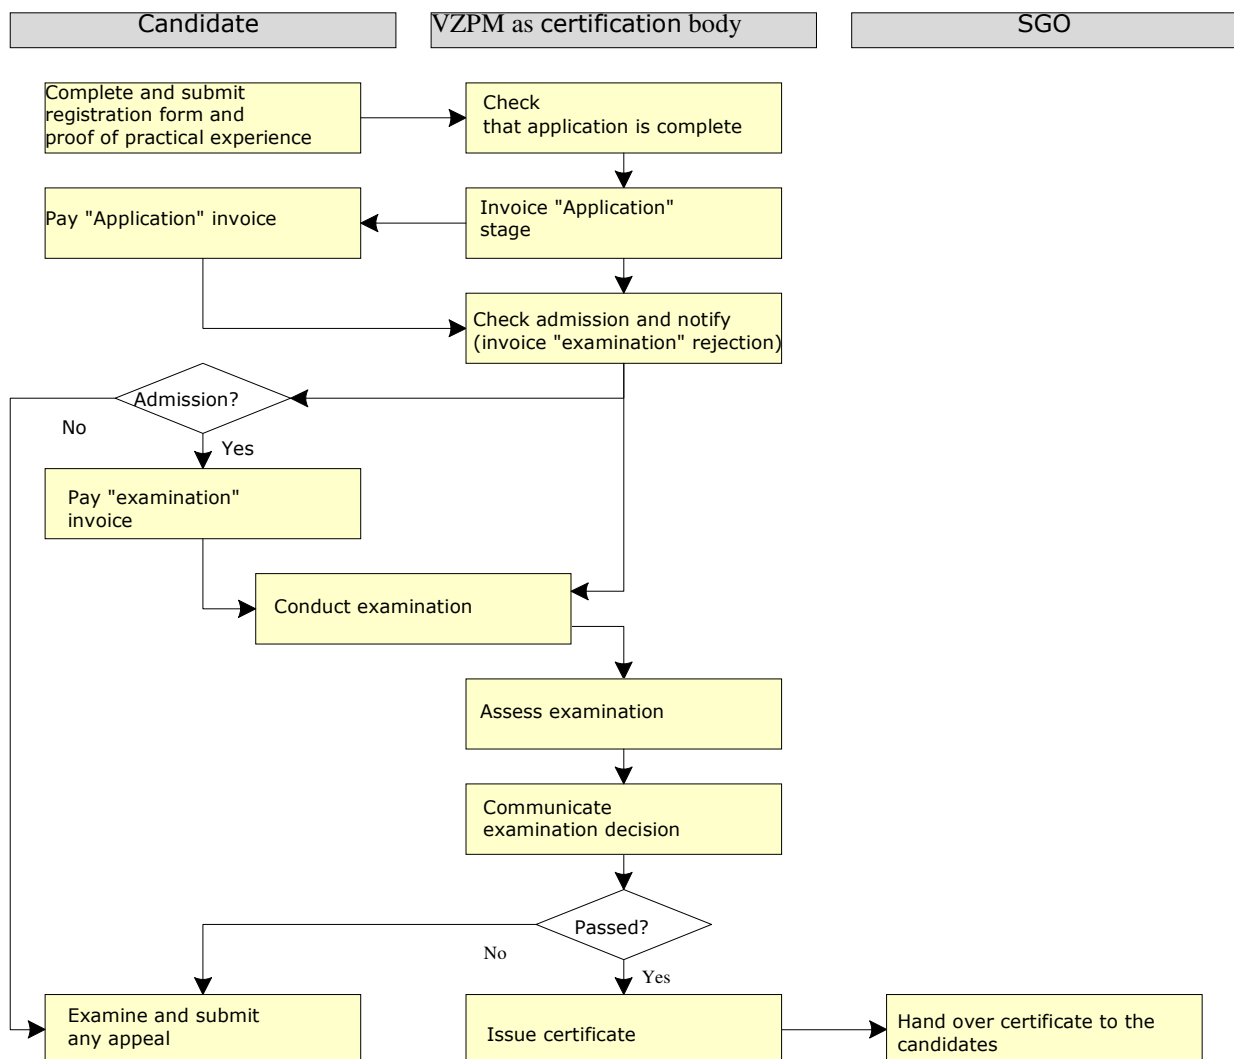 Candidate
VZPM as certification body
SGO
Complete and submit
registration form and
proof of practical experience
Check
that application is complete
Pay "Application" invoice
Invoice "Application"
stage
Check admission and notify
(invoice "examination" rejection)
Admission?
No
Yes
Pay "examination"
invoice
Conduct examination
Assess examination
Communicate
examination decision
Passed?
No
Yes
Examine and submit
any appeal
Issue certificate
Hand over certificate to the
candidates